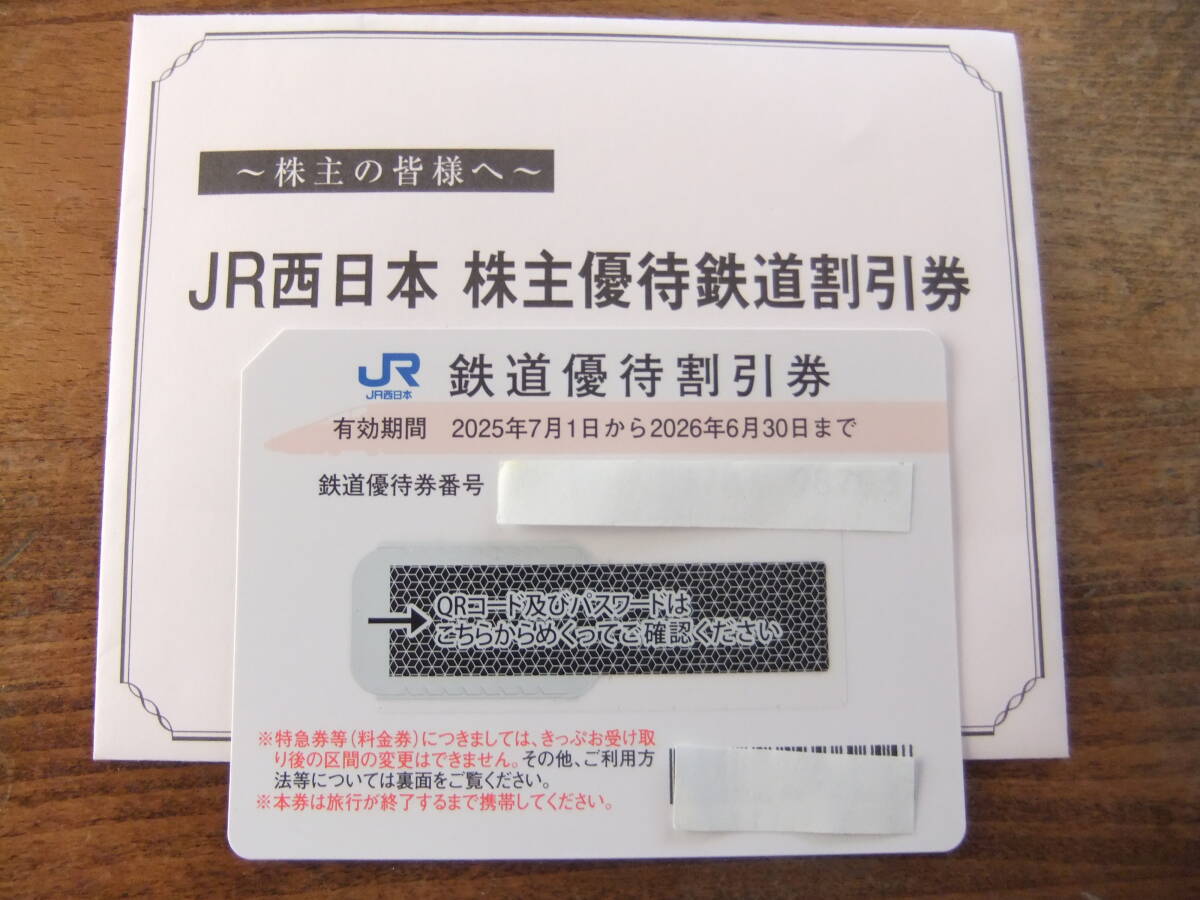 ～株主の皆様へ～
JR西日本 株主優待鉄道割引券
JR 鉄道優待割引券
JR西日本
有効期間 2025年7月1日から2026年6月30日まで
鉄道優待券番号
QRコード及びパスワードは
こちらからめくってご確認ください
※特急券等(料金券)につきましては、きっぷお受け取
り後の区間の変更はできません。その他、ご利用方
法等については裏面をご覧ください。
※本券は旅行が終了するまで携帯してください。